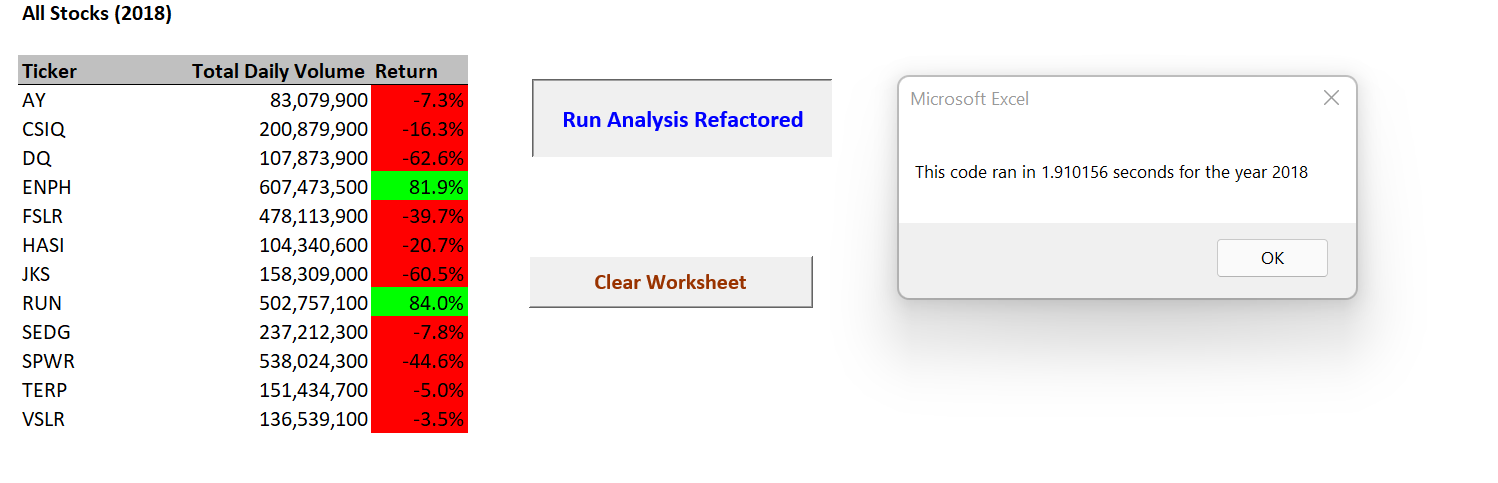 All Stocks (2018)
Ticker Total Daily Volume Return
AY 83,079,900 -7.3%
CSIQ 200,879,900 -16.3%
DQ 107,873,900 -62.6%
ENPH 607,473,500 81.9%
FSLR 478,113,900 -39.7%
HASI 104,340,600 -20.7%
JKS 158,309,000 -60.5%
RUN 502,757,100 84.0%
SEDG 237,212,300 -7.8%
SPWR 538,024,300 -44.6%
TERP 151,434,700 -5.0%
VSLR 136,539,100 -3.5%
Run Analysis Refactored
Clear Worksheet
Microsoft Excel
This code ran in 1.910156 seconds for the year 2018
OK